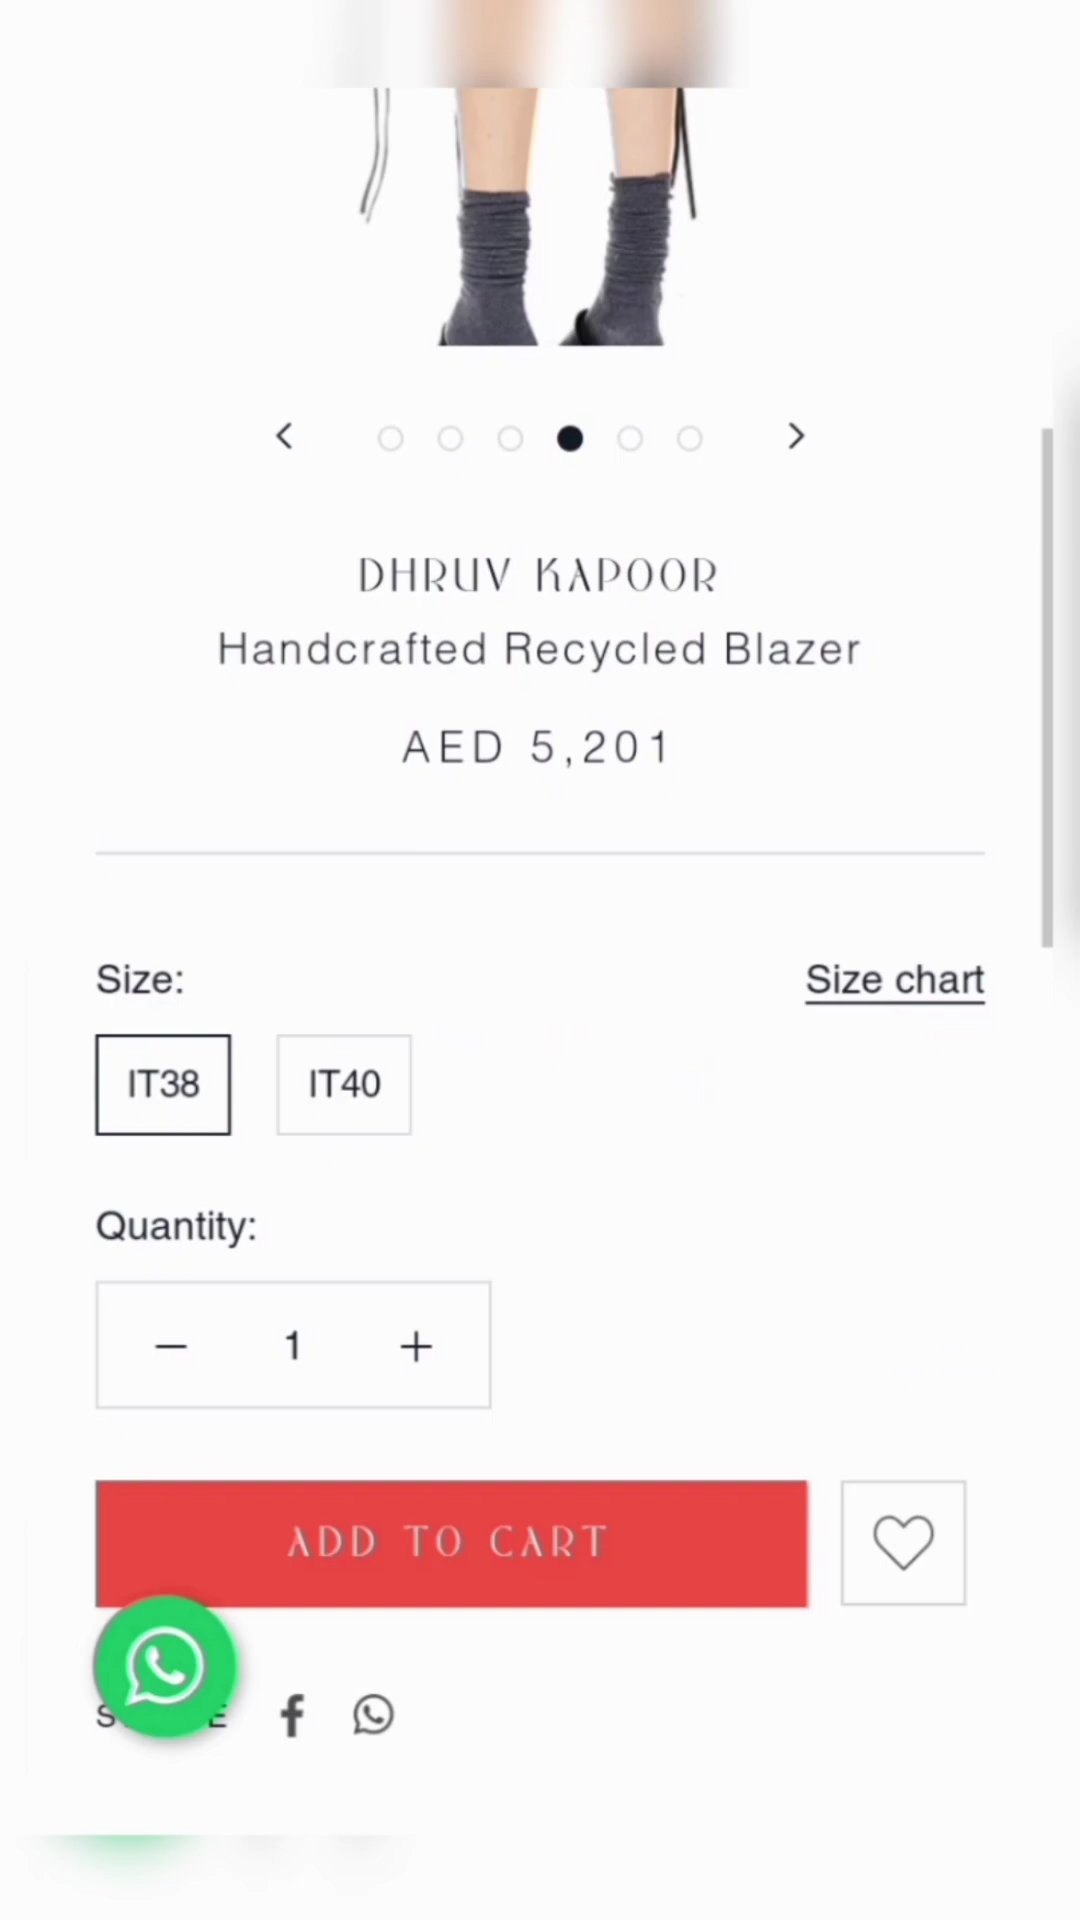 DHRUV KAPOOR
Handcrafted Recycled Blazer
AED 5,201
Size:
Size chart
IT38
IT40
Quantity:
1
ADD TO CART